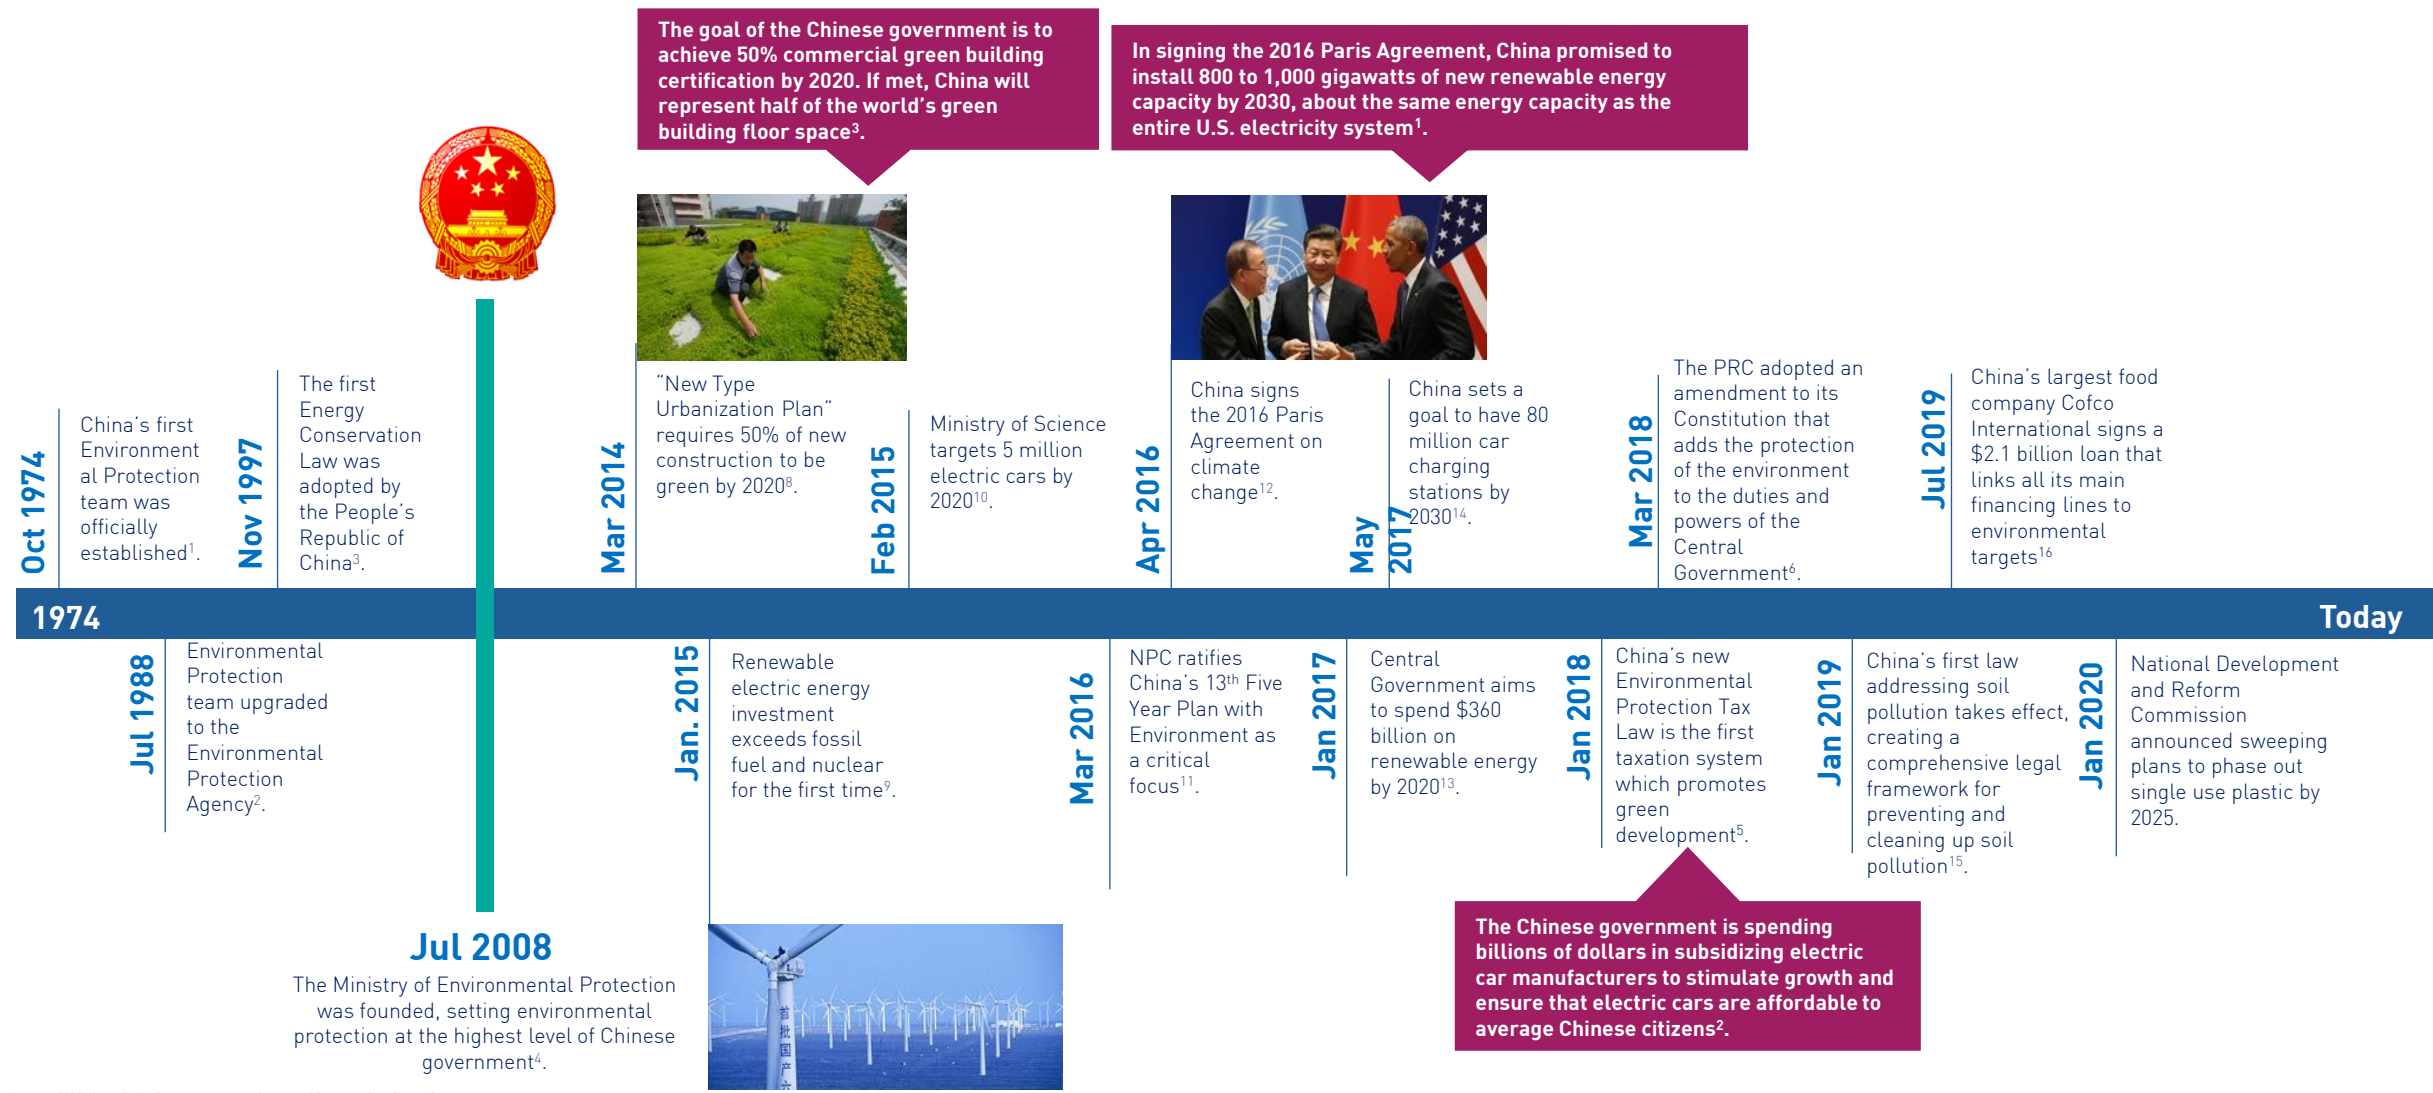 The goal of the Chinese government is to
achieve 50% commercial green building
certification by 2020. If met, China will
represent half of the world's green
building floor space³.
In signing the 2016 Paris Agreement, China promised to
install 800 to 1,000 gigawatts of new renewable energy
capacity by 2030, about the same energy capacity as the
entire U.S. electricity system¹.
Oct 1974
China's first
Environment
al Protection
team was
officially
established¹.
Nov 1997
The first
Energy
Conservation
Law was
adopted by
the People's
Republic of
China³.
Mar 2014
“New Type
Urbanization Plan”
requires 50% of new
construction to be
green by 2020⁸.
Feb 2015
Ministry of Science
targets 5 million
electric cars by
2020¹⁰.
Apr 2016
China signs
the 2016 Paris
Agreement on
climate
change¹².
May
2017
China sets a
goal to have 80
million car
charging
stations by
2030¹⁴.
Mar 2018
The PRC adopted an
amendment to its
Constitution that
adds the protection
of the environment
to the duties and
powers of the
Central
Government⁶.
Jul 2019
China's largest food
company Cofco
International signs a
$2.1 billion loan that
links all its main
financing lines to
environmental
targets¹⁶
1974
Today
Jul 1988
Environmental
Protection
team upgraded
to the
Environmental
Protection
Agency².
Jan. 2015
Renewable
electric energy
investment
exceeds fossil
fuel and nuclear
for the first time⁹.
Mar 2016
NPC ratifies
China's 13th Five
Year Plan with
Environment as
a critical
focus¹¹.
Jan 2017
Central
Government aims
to spend $360
billion on
renewable energy
by 2020¹³.
Jan 2018
China's new
Environmental
Protection Tax
Law is the first
taxation system
which promotes
green
development⁵.
Jan 2019
China's first law
addressing soil
pollution takes effect,
creating a
comprehensive legal
framework for
preventing and
cleaning up soil
pollution¹⁵.
Jan 2020
National Development
and Reform
Commission
announced sweeping
plans to phase out
single use plastic by
2025.
Jul 2008
The Ministry of Environmental Protection
was founded, setting environmental
protection at the highest level of Chinese
government⁴.
首批国产六
The Chinese government is spending
billions of dollars in subsidizing electric
car manufacturers to stimulate growth and
ensure that electric cars are affordable to
average Chinese citizens².